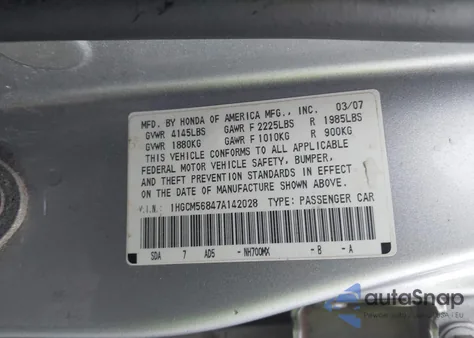 MFD. BY HONDA OF AMERICA MFG., INC. 03/07
GVWR 4145LBS GAWR F 2225LBS R 1985LBS
GVWR 1880KG GAWR F 1010KG R 900KG
THIS VEHICLE CONFORMS TO ALL APPLICABLE
FEDERAL MOTOR VEHICLE SAFETY, BUMPER,
AND THEFT PREVENTION STANDARDS IN EFFECT
ON THE DATE OF MANUFACTURE SHOWN ABOVE.
V.I.N.: 1HGCM56847A142028 TYPE: PASSENGER CAR
SDA 7 AD5 - NH700MX - B - A
autoSnap